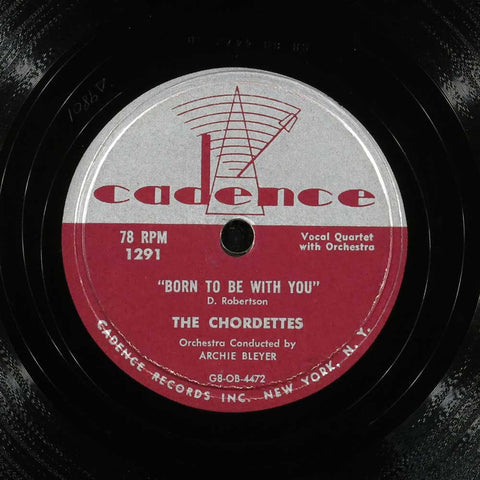 cadence
78 RPM
1291
Vocal Quartet
with Orchestra
"BORN TO BE WITH YOU"
D. Robertson
THE CHORDETTES
Orchestra Conducted by
ARCHIE BLEYER
G8-OB-4472
CADENCE RECORDS INC. NEW YORK, N. Y.